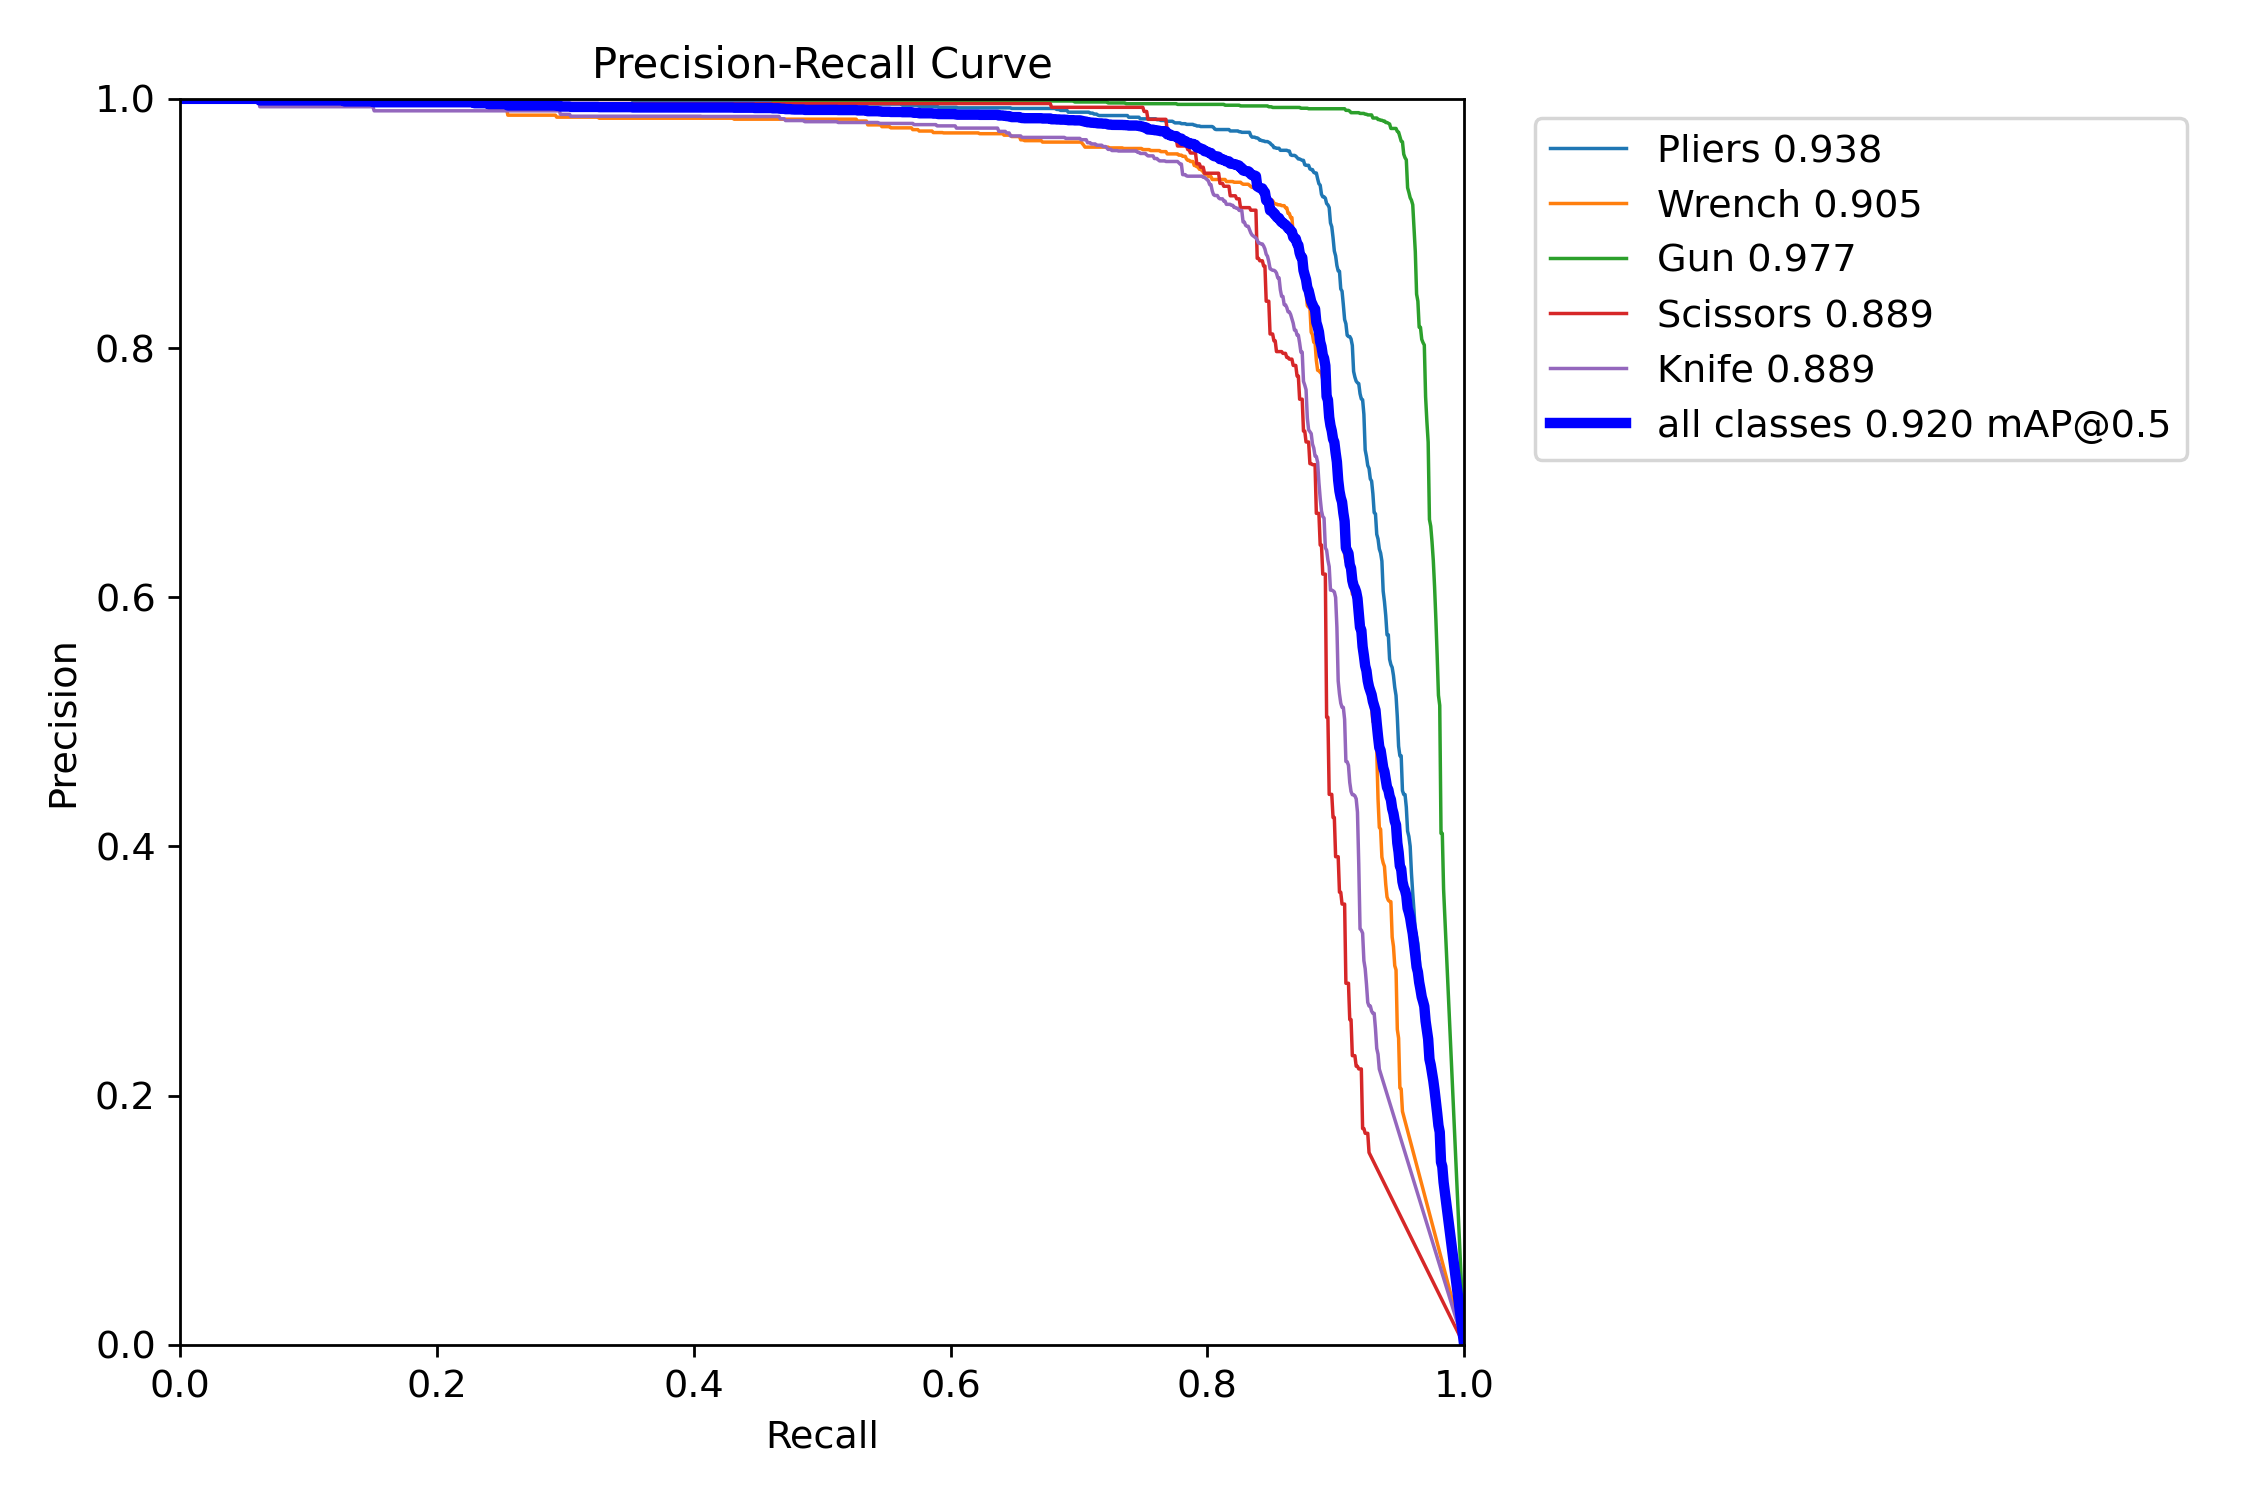 Precision-Recall Curve
Pliers 0.938
Wrench 0.905
Gun 0.977
Scissors 0.889
Knife 0.889
all classes 0.920 mAP@0.5
Precision
1.0
0.8
0.6
0.4
0.2
0.0
0.0 0.2 0.4 0.6 0.8 1.0
Recall